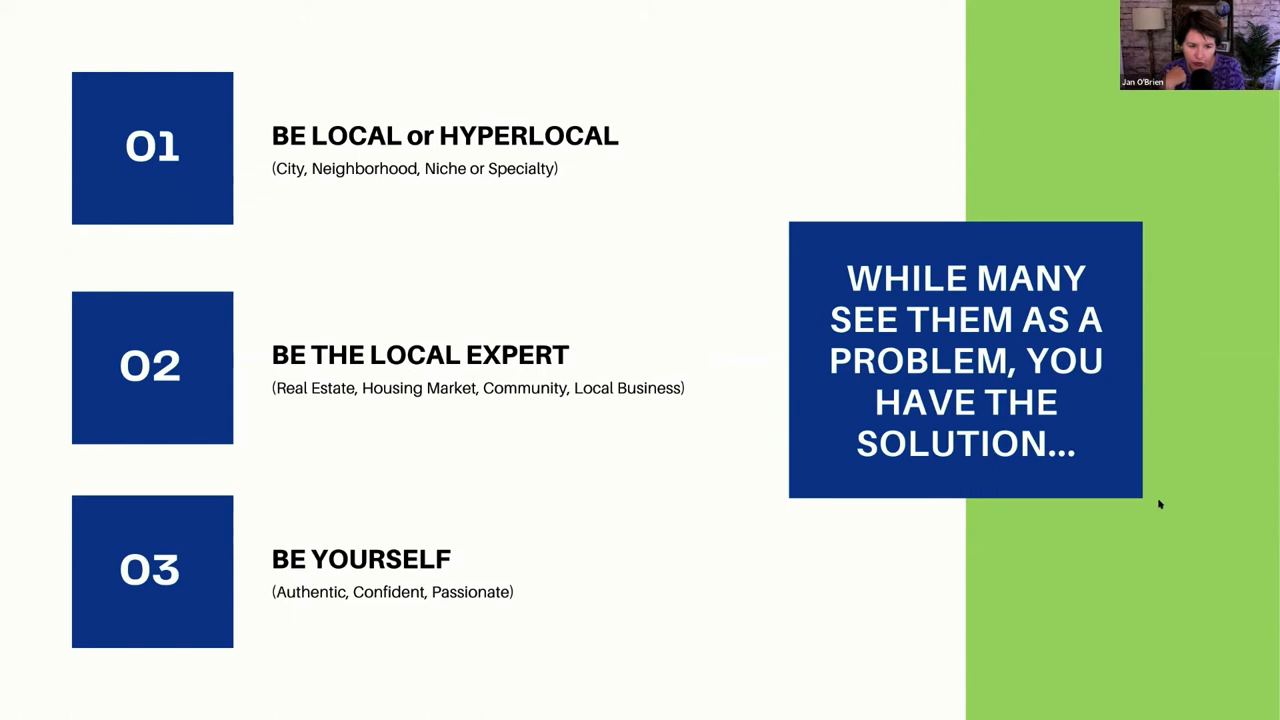 01
BE LOCAL or HYPERLOCAL
(City, Neighborhood, Niche or Specialty)
02
BE THE LOCAL EXPERT
(Real Estate, Housing Market, Community, Local Business)
03
BE YOURSELF
(Authentic, Confident, Passionate)
WHILE MANY
SEE THEM AS A
PROBLEM, YOU
HAVE THE
SOLUTION...
Jan O'Brien